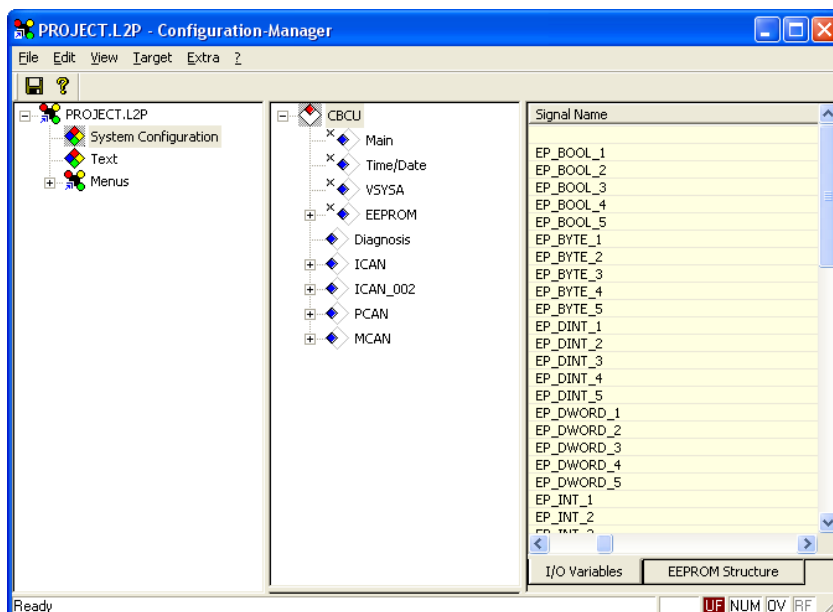 PROJECT.L2P - Configuration-Manager
File Edit View Target Extra ?
PROJECT.L2P
System Configuration
Text
Menus
CBCU
Main
Time/Date
VSYSA
EEPROM
Diagnosis
ICAN
ICAN_002
PCAN
MCAN
Signal Name
EP_BOOL_1
EP_BOOL_2
EP_BOOL_3
EP_BOOL_4
EP_BOOL_5
EP_BYTE_1
EP_BYTE_2
EP_BYTE_3
EP_BYTE_4
EP_BYTE_5
EP_DINT_1
EP_DINT_2
EP_DINT_3
EP_DINT_4
EP_DINT_5
EP_DWORD_1
EP_DWORD_2
EP_DWORD_3
EP_DWORD_4
EP_DWORD_5
EP_INT_1
EP_INT_2
I/O Variables EEPROM Structure
Ready UF NUM OV RF